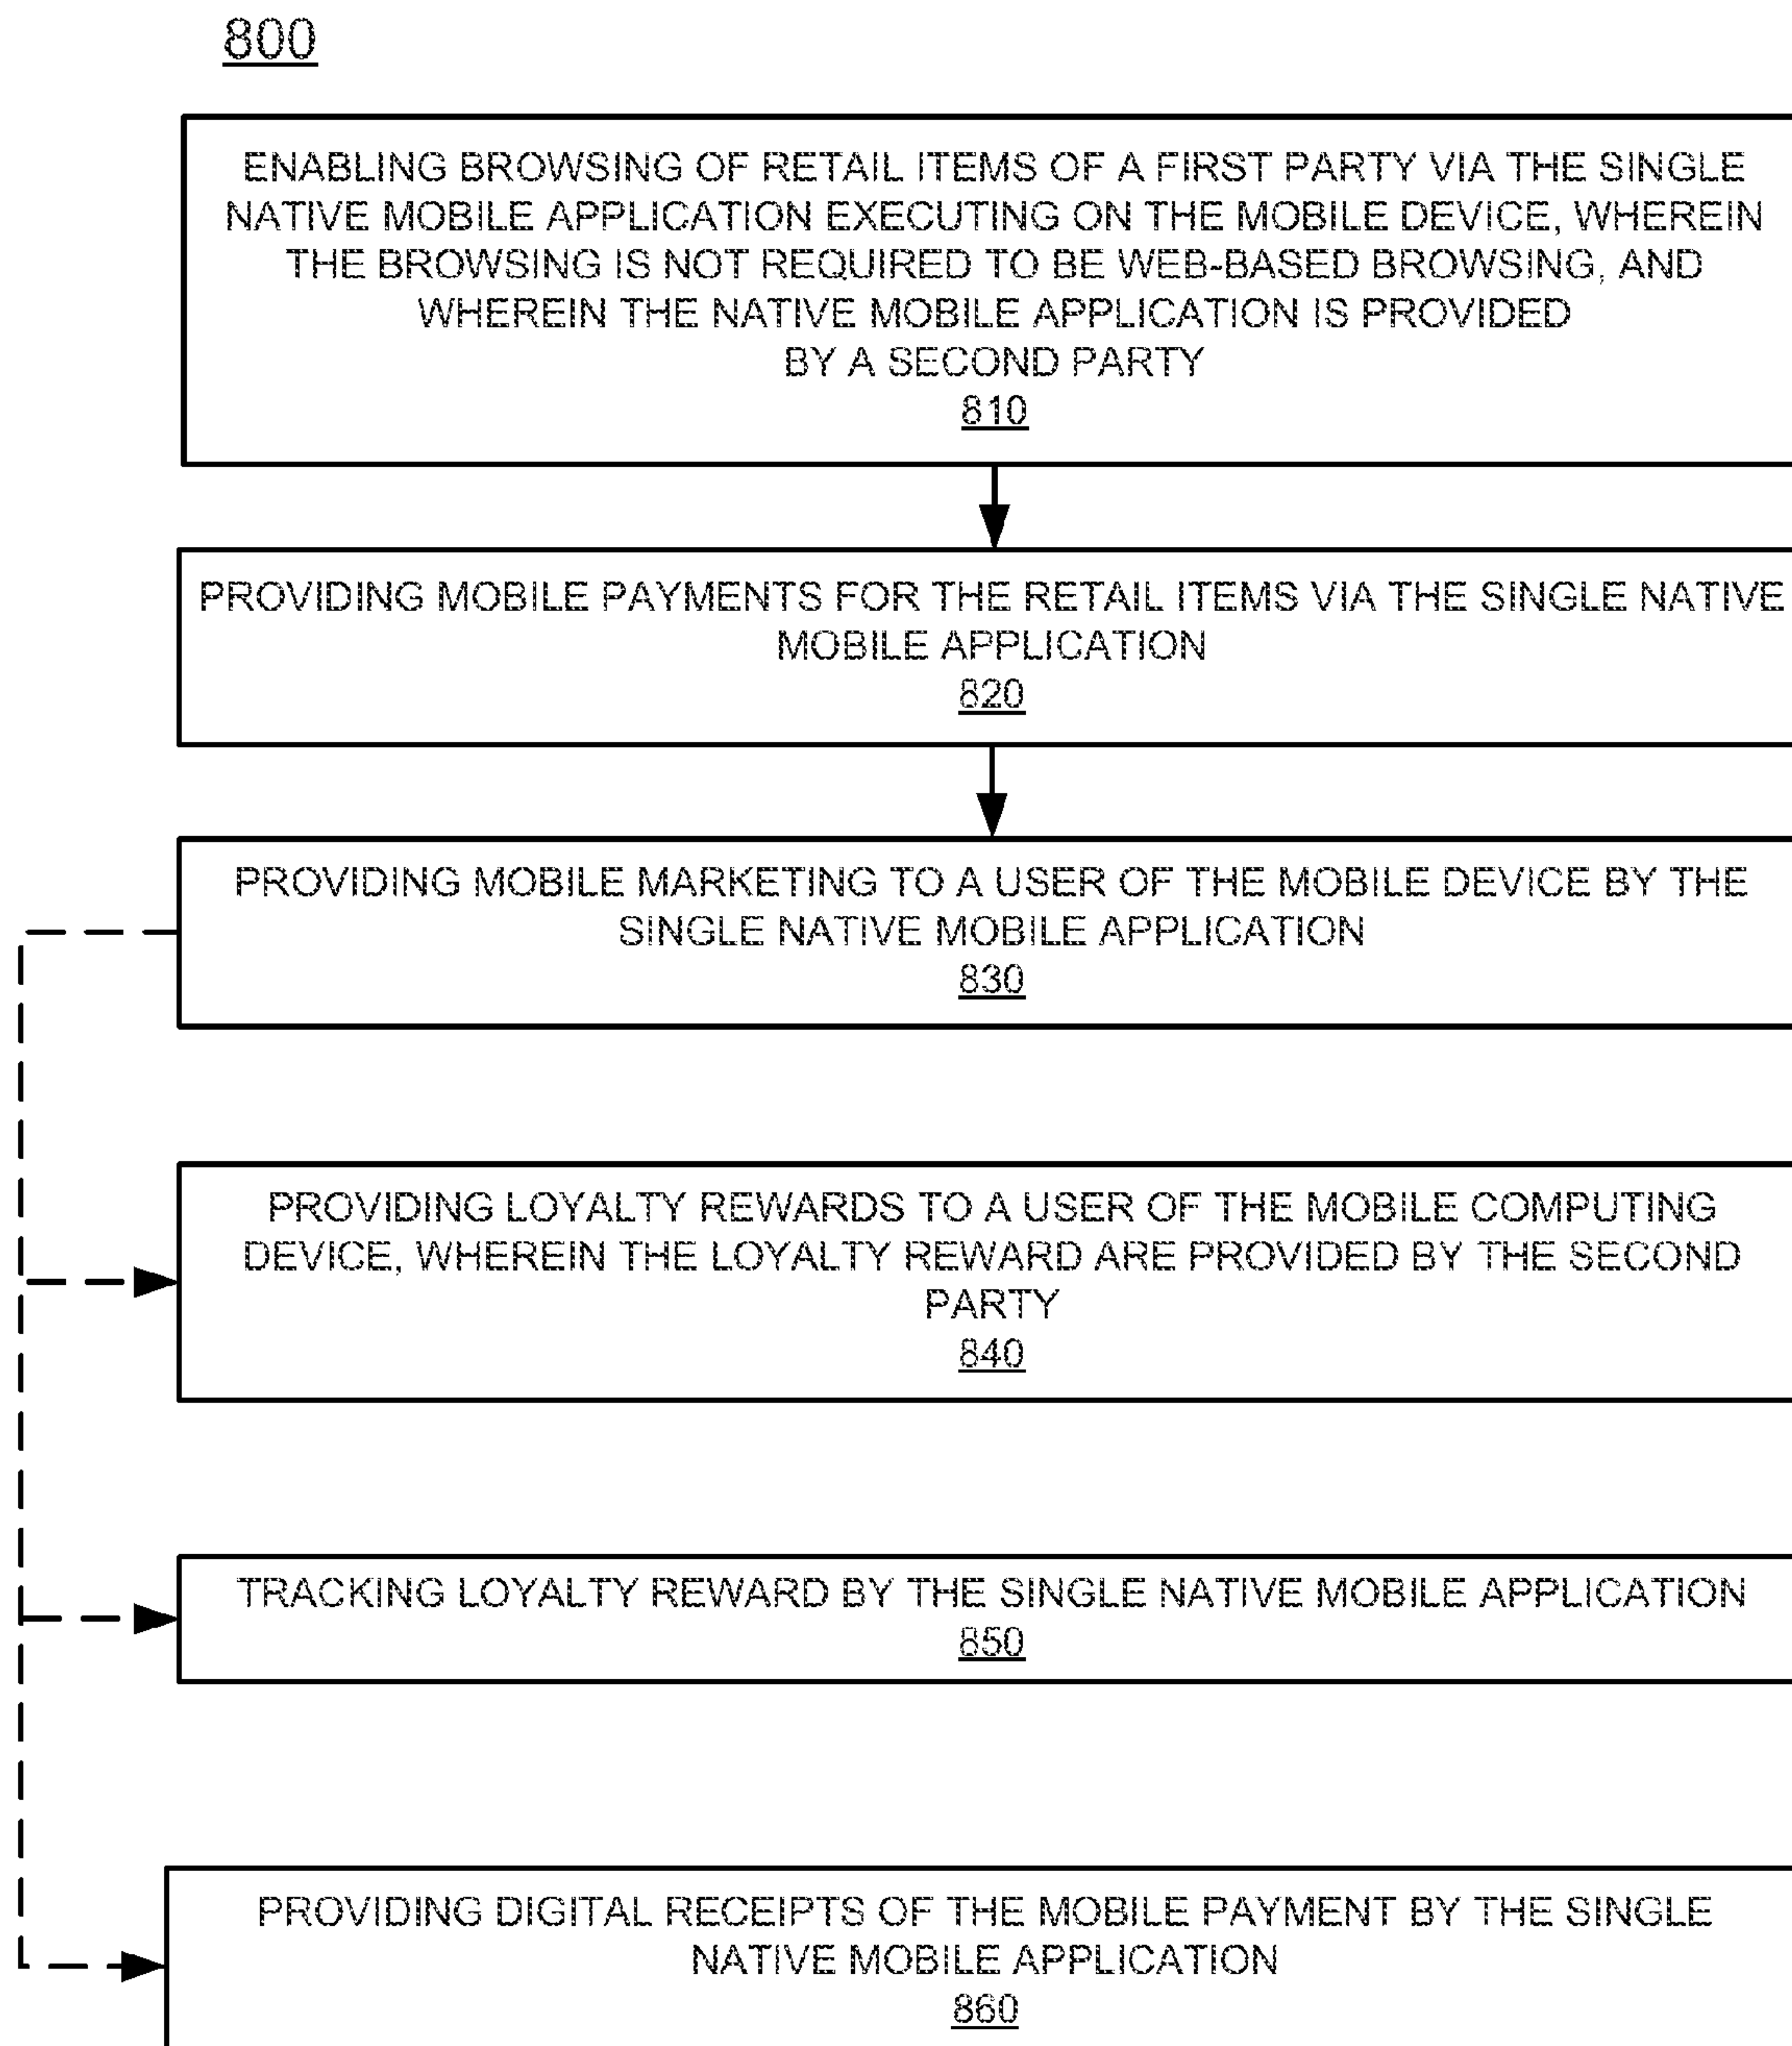 800
ENABLING BROWSING OF RETAIL ITEMS OF A FIRST PARTY VIA THE SINGLE
NATIVE MOBILE APPLICATION EXECUTING ON THE MOBILE DEVICE, WHEREIN
THE BROWSING IS NOT REQUIRED TO BE WEB-BASED BROWSING, AND
WHEREIN THE NATIVE MOBILE APPLICATION IS PROVIDED
BY A SECOND PARTY
810
PROVIDING MOBILE PAYMENTS FOR THE RETAIL ITEMS VIA THE SINGLE NATIVE
MOBILE APPLICATION
820
PROVIDING MOBILE MARKETING TO A USER OF THE MOBILE DEVICE BY THE
SINGLE NATIVE MOBILE APPLICATION
830
PROVIDING LOYALTY REWARDS TO A USER OF THE MOBILE COMPUTING
DEVICE, WHEREIN THE LOYALTY REWARD ARE PROVIDED BY THE SECOND
PARTY
840
TRACKING LOYALTY REWARD BY THE SINGLE NATIVE MOBILE APPLICATION
850
PROVIDING DIGITAL RECEIPTS OF THE MOBILE PAYMENT BY THE SINGLE
NATIVE MOBILE APPLICATION
860